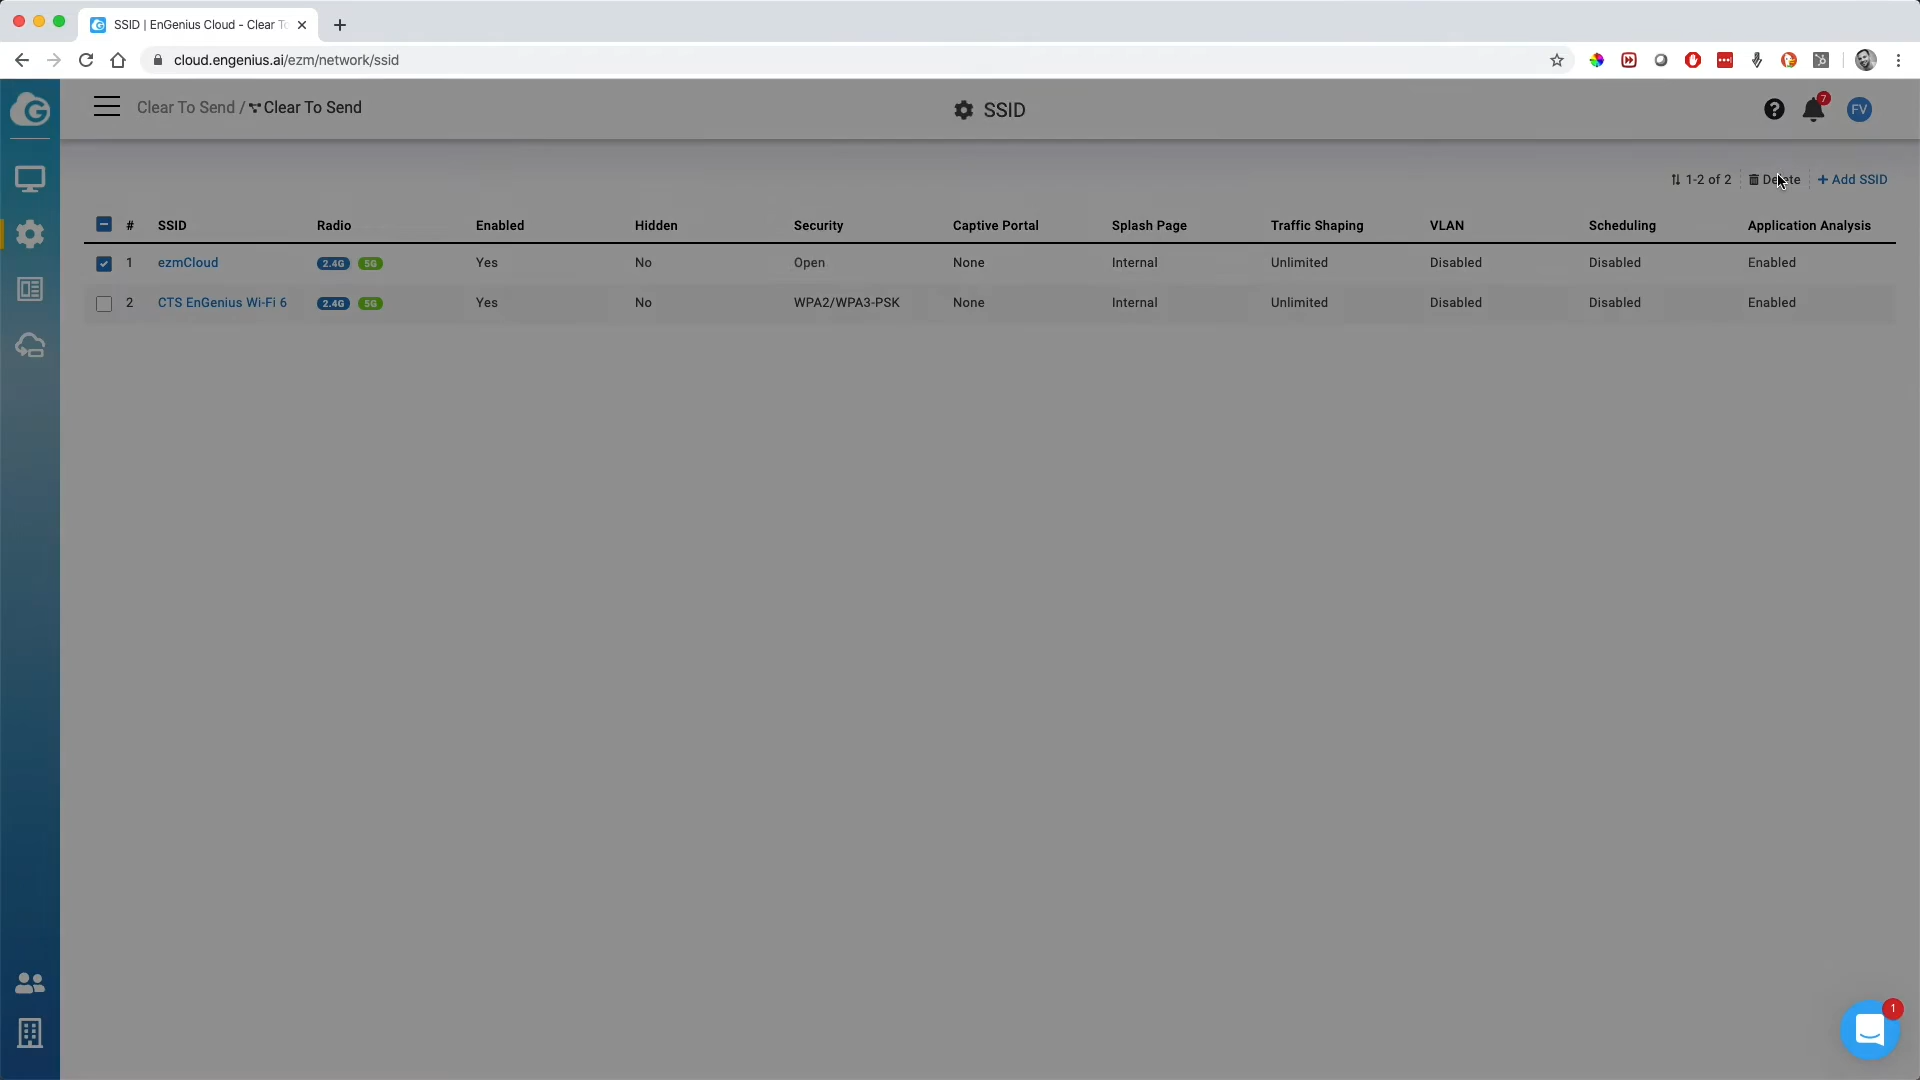 SSID | EnGenius Cloud - Clear To
cloud.engenius.ai/ezm/network/ssid
Clear To Send / Clear To Send
SSID
7
FV
1-2 of 2 Delete + Add SSID
# SSID Radio Enabled Hidden Security Captive Portal Splash Page Traffic Shaping VLAN Scheduling Application Analysis
1 ezmCloud 2.4G 5G Yes No Open None Internal Unlimited Disabled Disabled Enabled
2 CTS EnGenius Wi-Fi 6 2.4G 5G Yes No WPA2/WPA3-PSK None Internal Unlimited Disabled Disabled Enabled
1